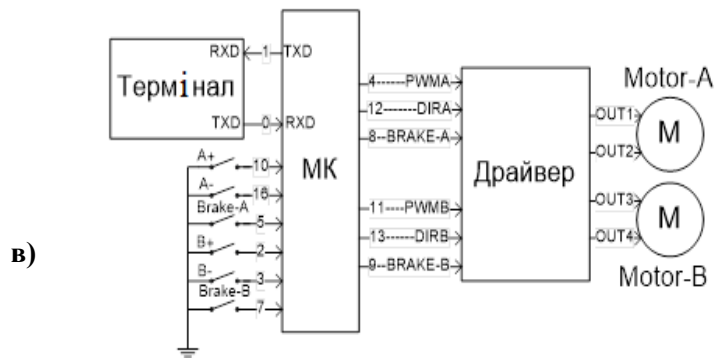 RXD 1 TXD
Термінал
TXD 0 RXD
МК
A+ 10
A- 16
Brake-A 5
B+ 2
B- 3
Brake-B 7
4-----PWMA
12----DIRA
8--BRAKE-A
11----PWMB
13-----DIRB
9--BRAKE-B
Драйвер
Motor-A
OUT1
OUT2
M
OUT3
OUT4
M
Motor-B
в)